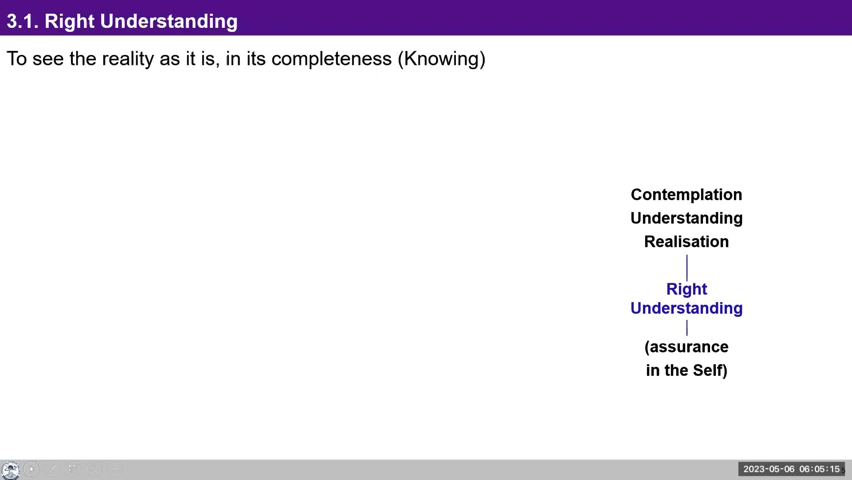 3.1. Right Understanding
To see the reality as it is, in its completeness (Knowing)
Contemplation
Understanding
Realisation
Right
Understanding
(assurance
in the Self)
2023-05-06 06:05:15